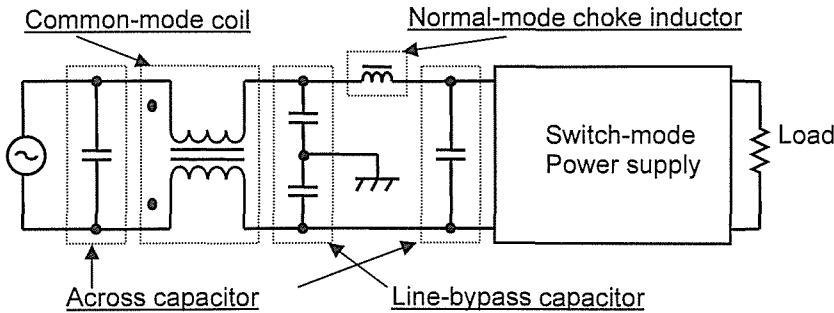 Common-mode coil
Normal-mode choke inductor
Switch-mode
Power supply
Load
Across capacitor
Line-bypass capacitor